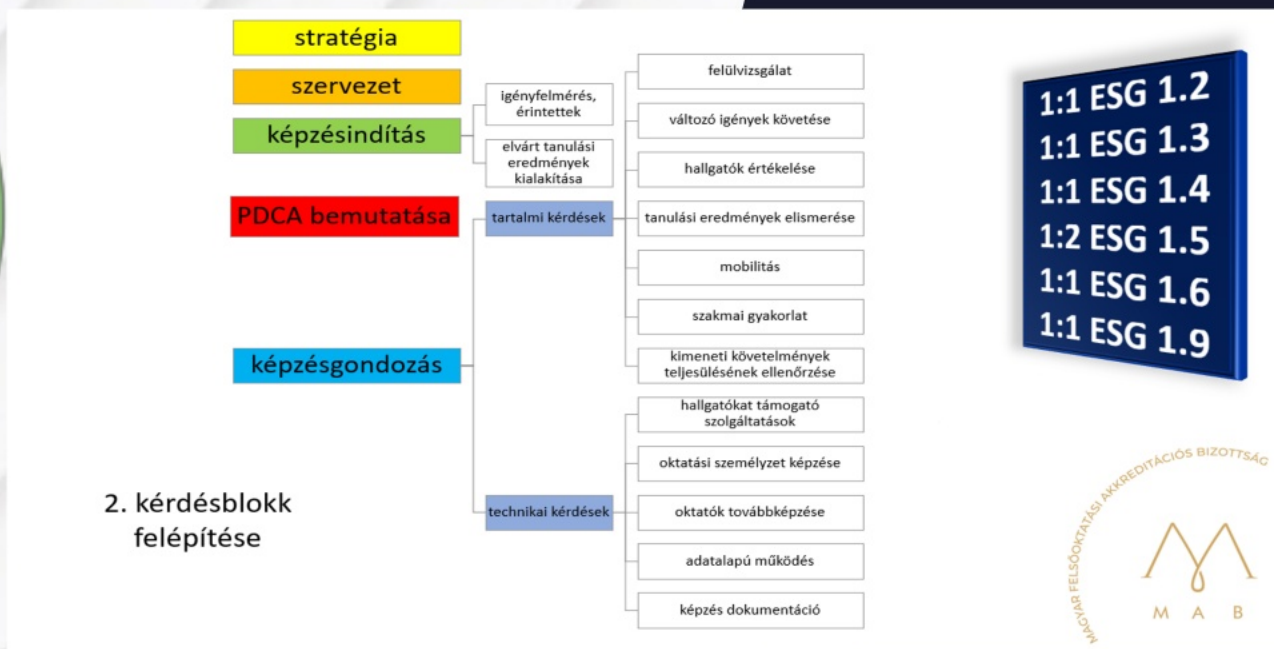 stratégia
szervezet
képzésindítás
igényfelmérés,
érintettek
elvárt tanulási
eredmények
kialakítása
PDCA bemutatása
képzésgondozás
tartalmi kérdések
felülvizsgálat
változó igények követése
hallgatók értékelése
tanulási eredmények elismerése
mobilitás
szakmai gyakorlat
kimeneti követelmények
teljesülésének ellenőrzése
technikai kérdések
hallgatókat támogató
szolgáltatások
oktatási személyzet képzése
oktatók továbbképzése
adatalapú működés
képzés dokumentáció
2. kérdésblokk
felépítése
1:1 ESG 1.2
1:1 ESG 1.3
1:1 ESG 1.4
1:2 ESG 1.5
1:1 ESG 1.6
1:1 ESG 1.9
MAGYAR FELSŐOKTATÁSI AKKREDITÁCIÓS BIZOTTSÁG
M A B